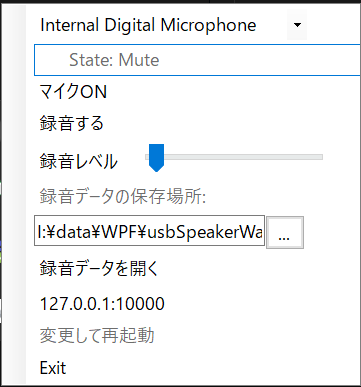 Internal Digital Microphone
State: Mute
マイクON
録音する
録音レベル
録音データの保存場所:
I:¥data¥WPF¥usbSpeakerWa
...
録音データを開く
127.0.0.1:10000
変更して再起動
Exit